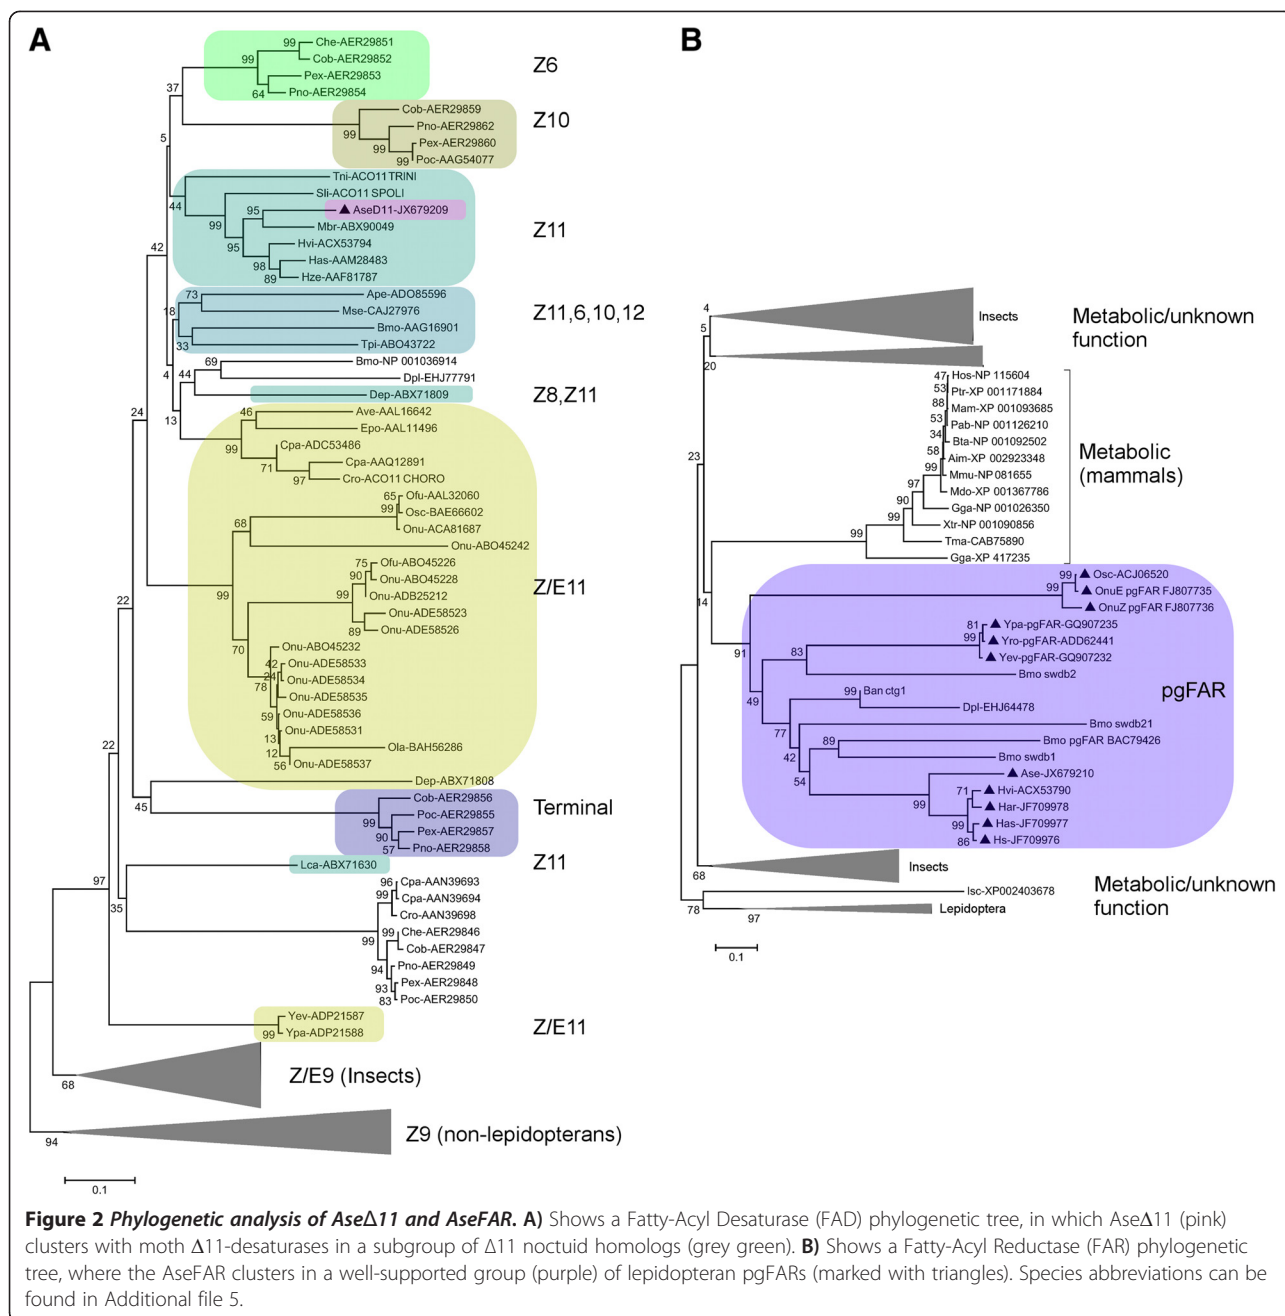 A
99
Che-AER29851
Cob-AER29852
99
Pex-AER29853
64
Pno-AER29854
Z6
37
Cob-AER29859
99
Pno-AER29862
99
Pex-AER29860
99
Poc-AAG54077
Z10
5
Tni-ACO11 TRINI
44
Sli-ACO11 SPOLI
99
95
AseD11-JX679209
Mbr-ABX90049
95
Hvi-ACX53794
98
Has-AAM28483
89
Hze-AAF81787
Z11
42
73
Ape-ADO85596
Mse-CAJ27976
18
Bmo-AAG16901
33
Tpi-ABO43722
Z11,6,10,12
4
69
Bmo-NP 001036914
44
Dpl-EHJ77791
Dep-ABX71809
Z8,Z11
13
24
46
Ave-AAL16642
Epo-AAL11496
99
Cpa-ADC53486
71
Cpa-AAQ12891
97
Cro-ACO11 CHORO
65
Ofu-AAL32060
99
Osc-BAE66602
Onu-ACA81687
68
Onu-ABO45242
75
Ofu-ABO45226
90
Onu-ABO45228
99
Onu-ADB25212
Onu-ADE58523
89
Onu-ADE58526
Z/E11
99
70
Onu-ABO45232
42
Onu-ADE58533
24
Onu-ADE58534
78
Onu-ADE58535
59
Onu-ADE58536
13
Onu-ADE58531
12
Ola-BAH56286
56
Onu-ADE58537
22
Dep-ABX71808
45
Cob-AER29856
99
Poc-AER29855
90
Pex-AER29857
57
Pno-AER29858
Terminal
22
Lca-ABX71630
Z11
97
35
96
Cpa-AAN39693
99
Cpa-AAN39694
Cro-AAN39698
99
99
Che-AER29846
Cob-AER29847
94
Pno-AER29849
93
Pex-AER29848
83
Poc-AER29850
Yev-ADP21587
99
Ypa-ADP21588
Z/E11
68
Z/E9 (Insects)
94
Z9 (non-lepidopterans)
0.1
B
4
5
Insects
20
Metabolic/unknown
function
47
Hos-NP 115604
53
Ptr-XP 001171884
88
Mam-XP 001093685
53
Pab-NP 001126210
34
Bta-NP 001092502
58
Aim-XP 002923348
99
Mmu-NP 081655
97
Mdo-XP 001367786
90
Gga-NP 001026350
99
Xtr-NP 001090856
99
Tma-CAB75890
Gga-XP 417235
Metabolic
(mammals)
23
14
99
Osc-ACJ06520
99
OnuE pgFAR FJ807735
OnuZ pgFAR FJ807736
91
81
Ypa-pgFAR-GQ907235
99
Yro-pgFAR-ADD62441
83
Yev-pgFAR-GQ907232
Bmo swdb2
49
99
Ban ctg1
Dpl-EHJ64478
77
Bmo swdb21
42
89
Bmo pgFAR BAC79426
Bmo swdb1
54
Ase-JX679210
99
71
Hvi-ACX53790
Har-JF709978
99
Has-JF709977
86
Hs-JF709976
pgFAR
68
Insects
Isc-XP002403678
78
97
Lepidoptera
Metabolic/unknown
function
0.1
Figure 2 Phylogenetic analysis of AseΔ11 and AseFAR. A) Shows a Fatty-Acyl Desaturase (FAD) phylogenetic tree, in which AseΔ11 (pink)
clusters with moth Δ11-desaturases in a subgroup of Δ11 noctuid homologs (grey green). B) Shows a Fatty-Acyl Reductase (FAR) phylogenetic
tree, where the AseFAR clusters in a well-supported group (purple) of lepidopteran pgFARs (marked with triangles). Species abbreviations can be
found in Additional file 5.